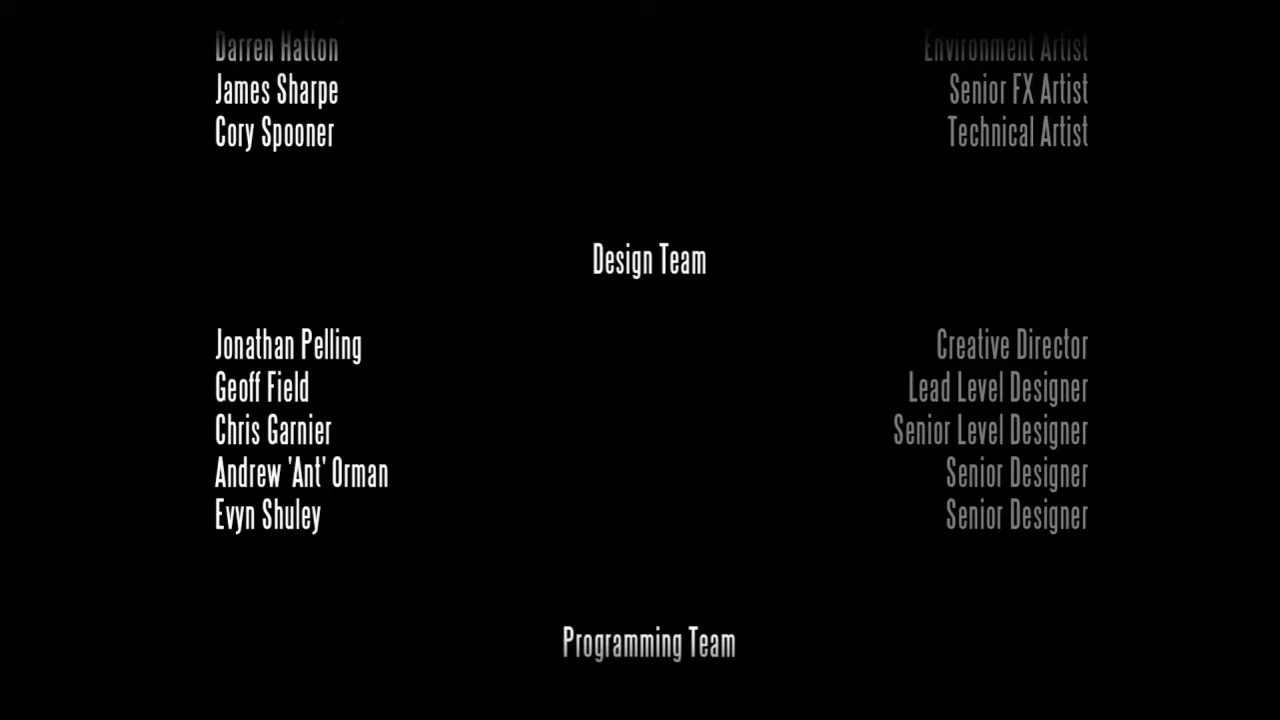 Darren Hatton Environment Artist
James Sharpe Senior FX Artist
Cory Spooner Technical Artist
Design Team
Jonathan Pelling Creative Director
Geoff Field Lead Level Designer
Chris Garnier Senior Level Designer
Andrew 'Ant' Orman Senior Designer
Evyn Shuley Senior Designer
Programming Team